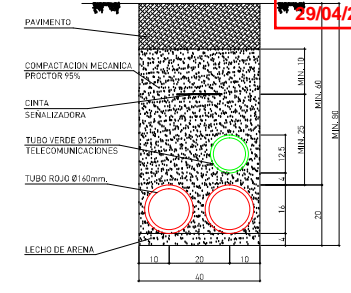 29/04/2
PAVIMENTO
COMPACTACION MECANICA
PROCTOR 95%
CINTA
SEÑALIZADORA
TUBO VERDE Ø125mm.
TELECOMUNICACIONES
TUBO ROJO Ø160mm.
LECHO DE ARENA
MIN. 10
MIN. 25
12,5
4
16
4
MIN. 60
20
MIN. 80
10
20
10
40